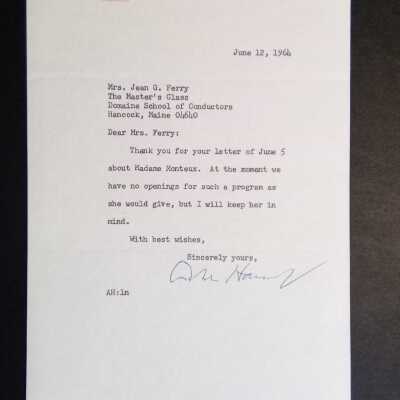 June 12, 1964
Mrs. Jean G. Ferry
The Master's Class
Domaine School of Conductors
Hancock, Maine 04640
Dear Mrs. Ferry:
Thank you for your letter of June 5
about Madame Monteux. At the moment we
have no openings for such a program as
she would give, but I will keep her in
mind.
With best wishes,
Sincerely yours,
AH:ln